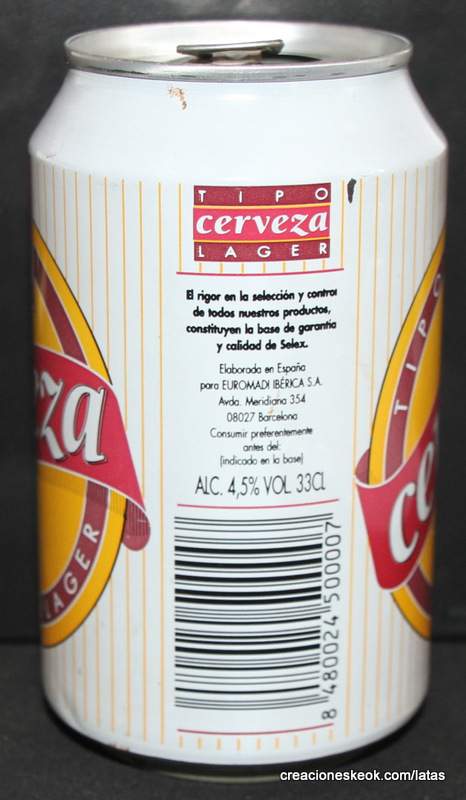 TIPO
cerveza
LAGER
El rigor en la selección y control
de todos nuestros productos,
constituyen la base de garantía
y calidad de Selex.
Elaborada en España
para EUROMADI IBÉRICA S.A.
Avda. Meridiana 354
08027 Barcelona
Consumir preferentemente
antes del:
(indicado en la base)
ALC. 4,5% VOL. 33CL
8 480024 500007
za
LAGER
TIPO
ce
creacioneskeok.com/latas